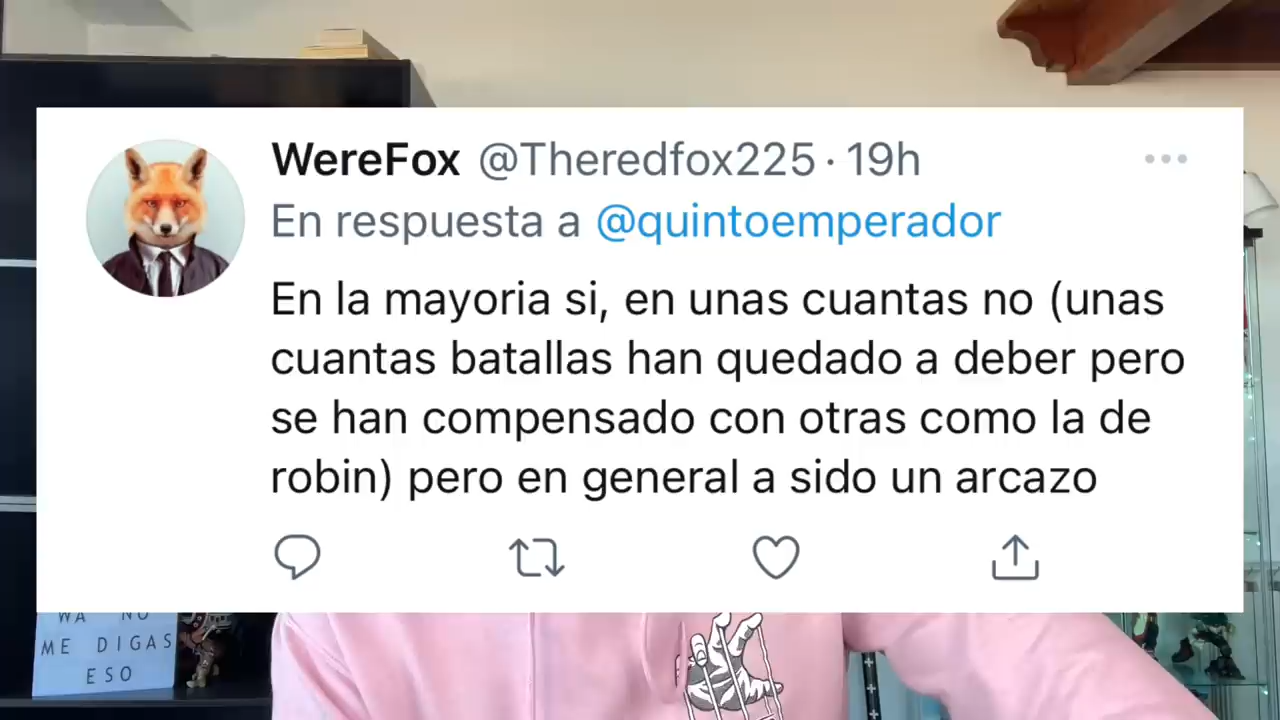 WereFox @Theredfox225 · 19h
En respuesta a @quintoemperador
En la mayoria si, en unas cuantas no (unas
cuantas batallas han quedado a deber pero
se han compensado con otras como la de
robin) pero en general a sido un arcazo
WA NO
ME DIGAS
ESO